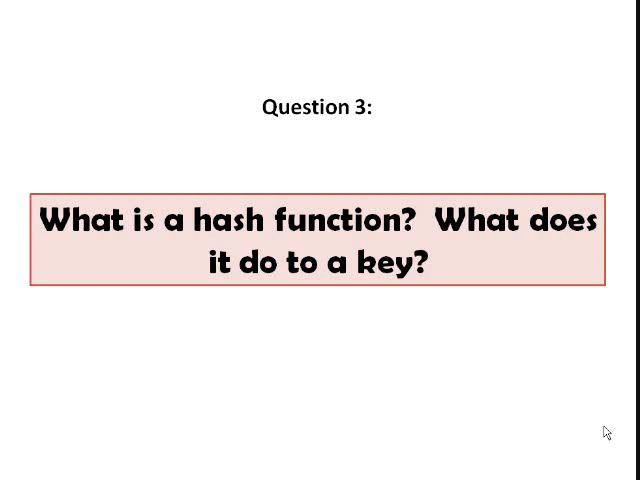 Question 3:
What is a hash function?  What does
it do to a key?